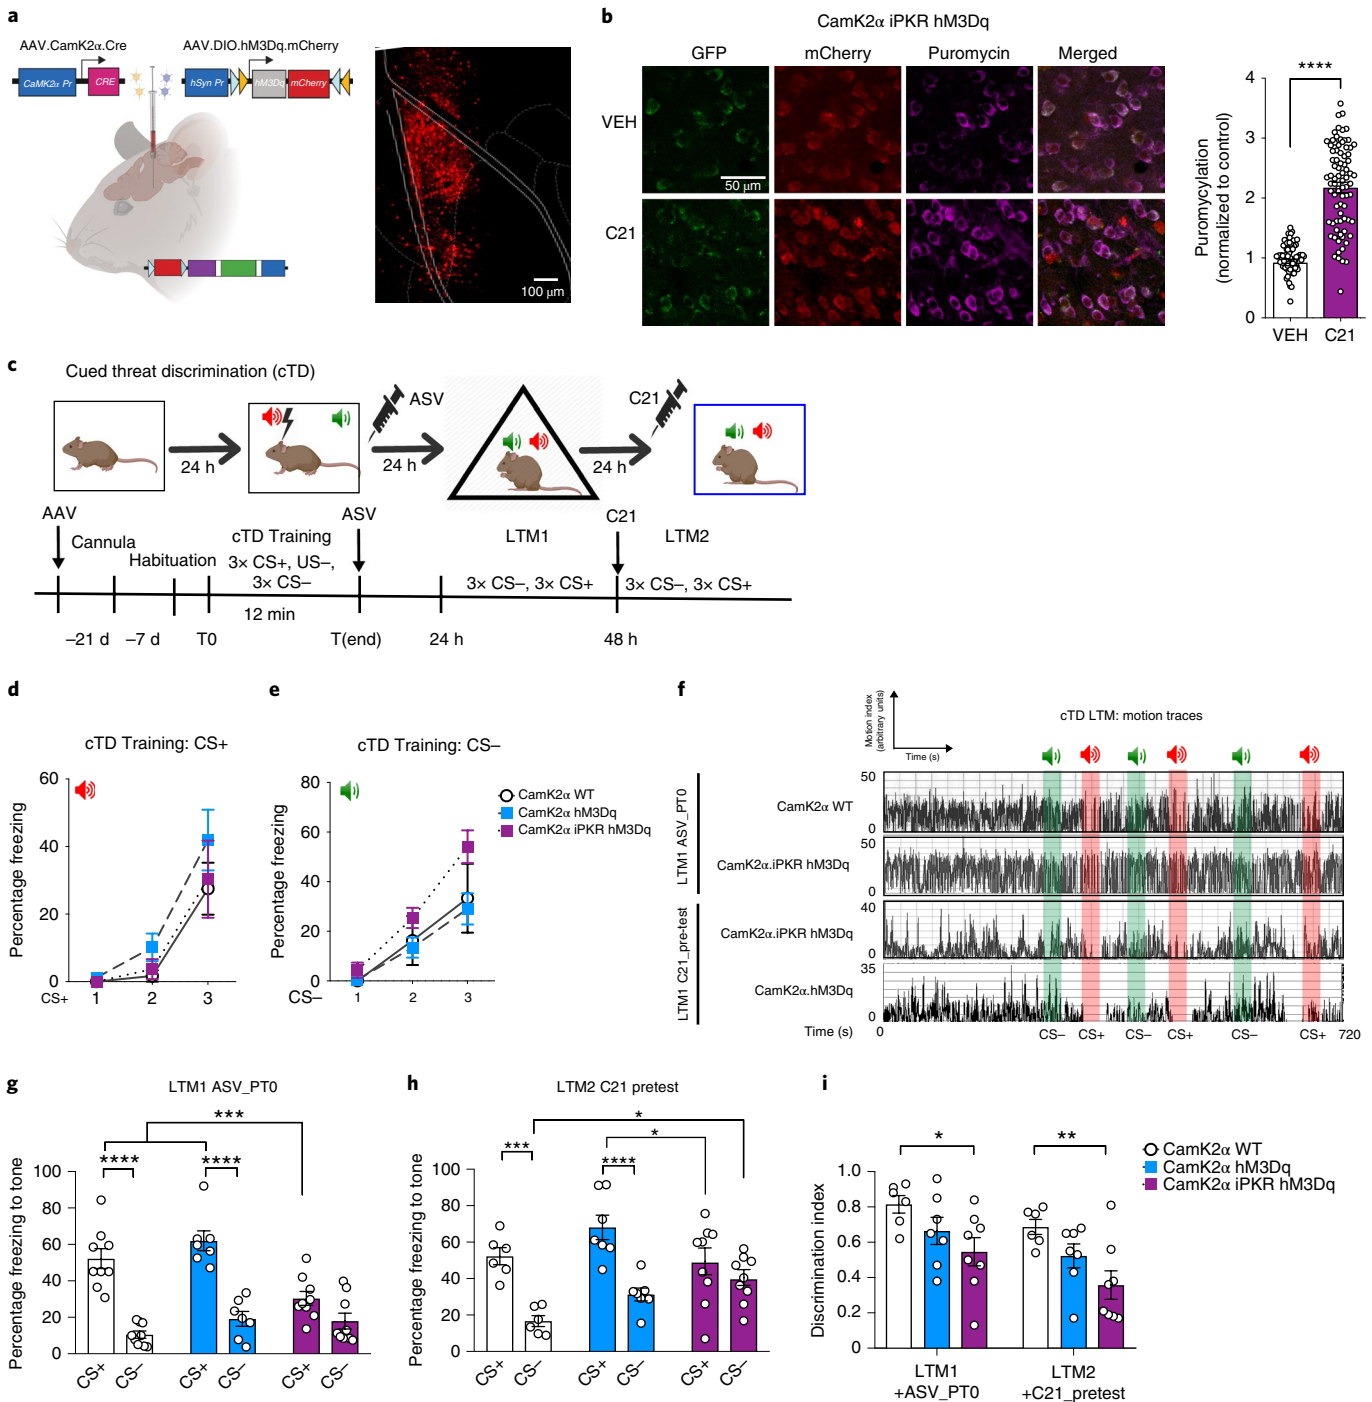 a
AAV.CamK2α.Cre
AAV.DIO.hM3Dq.mCherry
CaMK2α Pr
CRE
hSyn Pr
hM3Dq
mCherry
100 μm
b
CamK2α iPKR hM3Dq
GFP
mCherry
Puromycin
Merged
VEH
50 μm
C21
Puromycylation
(normalized to control)
****
4
3
2
1
0
VEH
C21
c
Cued threat discrimination (cTD)
24 h
ASV
24 h
C21
24 h
AAV
Cannula
Habituation
cTD Training
3× CS+, US–,
3× CS–
ASV
LTM1
3× CS–, 3× CS+
C21
LTM2
3× CS–, 3× CS+
12 min
–21 d
–7 d
T0
T(end)
24 h
48 h
d
cTD Training: CS+
Percentage freezing
60
40
20
0
CS+
1
2
3
e
cTD Training: CS–
Percentage freezing
80
60
40
20
0
CS–
1
2
3
CamK2α WT
CamK2α hM3Dq
CamK2α iPKR hM3Dq
f
Motion index
(arbitrary units)
Time (s)
cTD LTM: motion traces
LTM1 ASV_PT0
LTM1 C21_pre-test
CamK2α WT
50
0
CamK2α.iPKR hM3Dq
50
0
CamK2α.iPKR hM3Dq
40
0
CamK2α.hM3Dq
35
0
Time (s)
0
CS–
CS+
CS–
CS+
CS–
CS+
720
g
LTM1 ASV_PT0
***
****
****
Percentage freezing to tone
100
80
60
40
20
0
CS+
CS–
CS+
CS–
CS+
CS–
h
LTM2 C21 pretest
*
*
***
****
Percentage freezing to tone
100
80
60
40
20
0
CS+
CS–
CS+
CS–
CS+
CS–
i
*
**
Discrimination index
1.0
0.8
0.6
0.4
0.2
0
LTM1
+ASV_PT0
LTM2
+C21_pretest
CamK2α WT
CamK2α hM3Dq
CamK2α iPKR hM3Dq